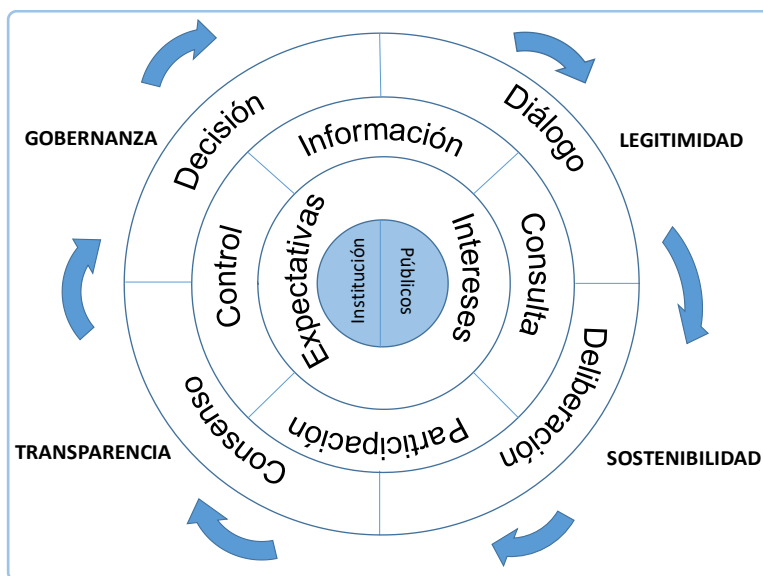 GOBERNANZA
LEGITIMIDAD
SOSTENIBILIDAD
TRANSPARENCIA
Decisión
Diálogo
Deliberación
Consenso
Información
Consulta
Participación
Control
Expectativas
Intereses
Institución
Públicos